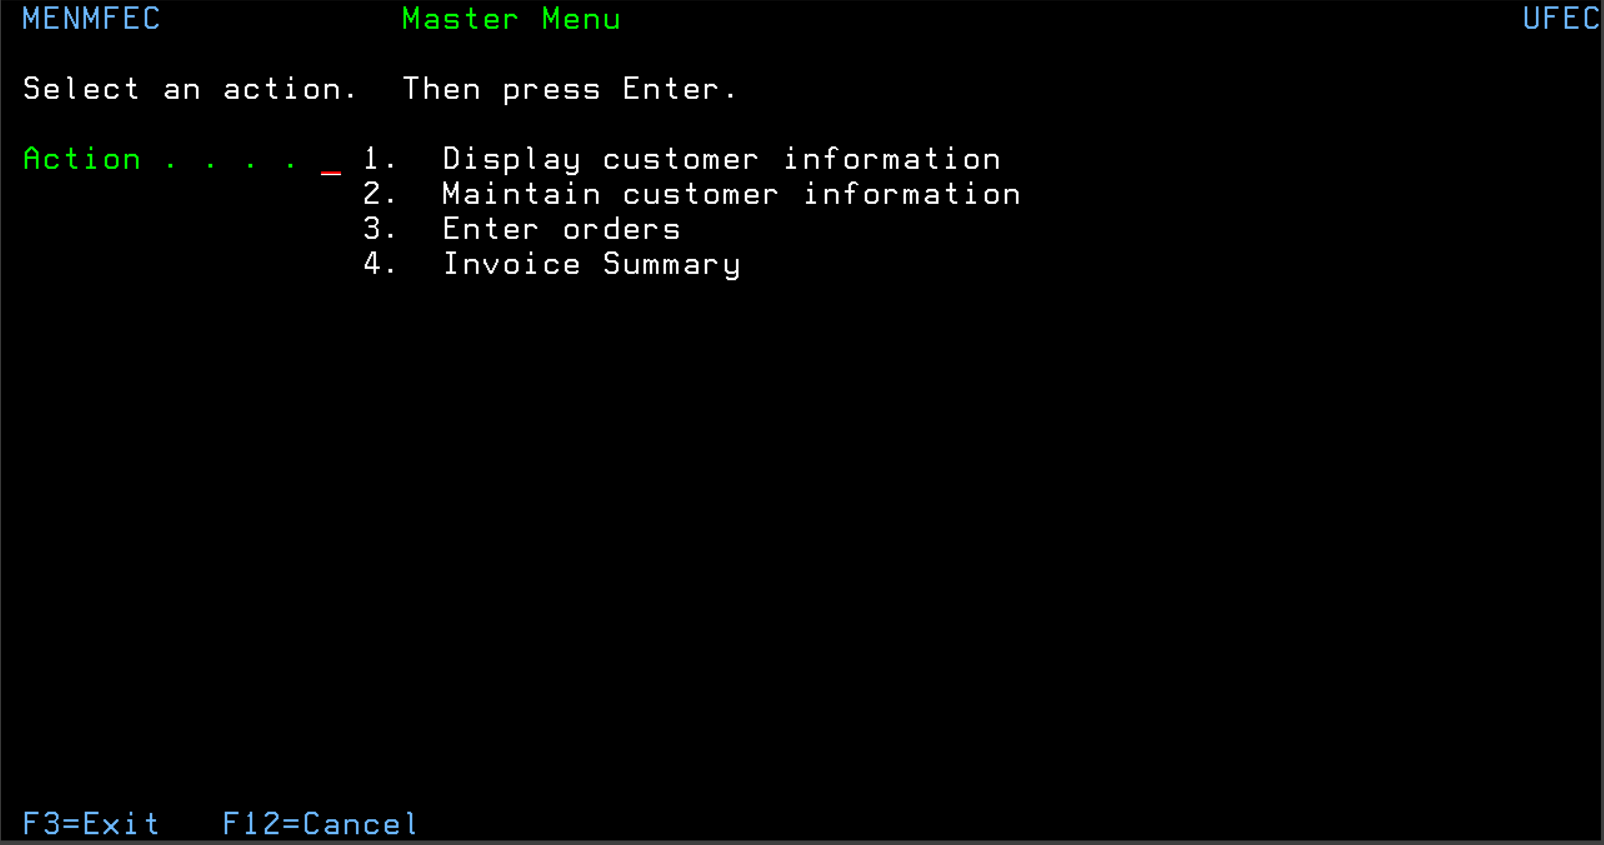 MENMFEC Master Menu UFEC
Select an action. Then press Enter.
Action . . . . _ 1. Display customer information
2. Maintain customer information
3. Enter orders
4. Invoice Summary
F3=Exit F12=Cancel